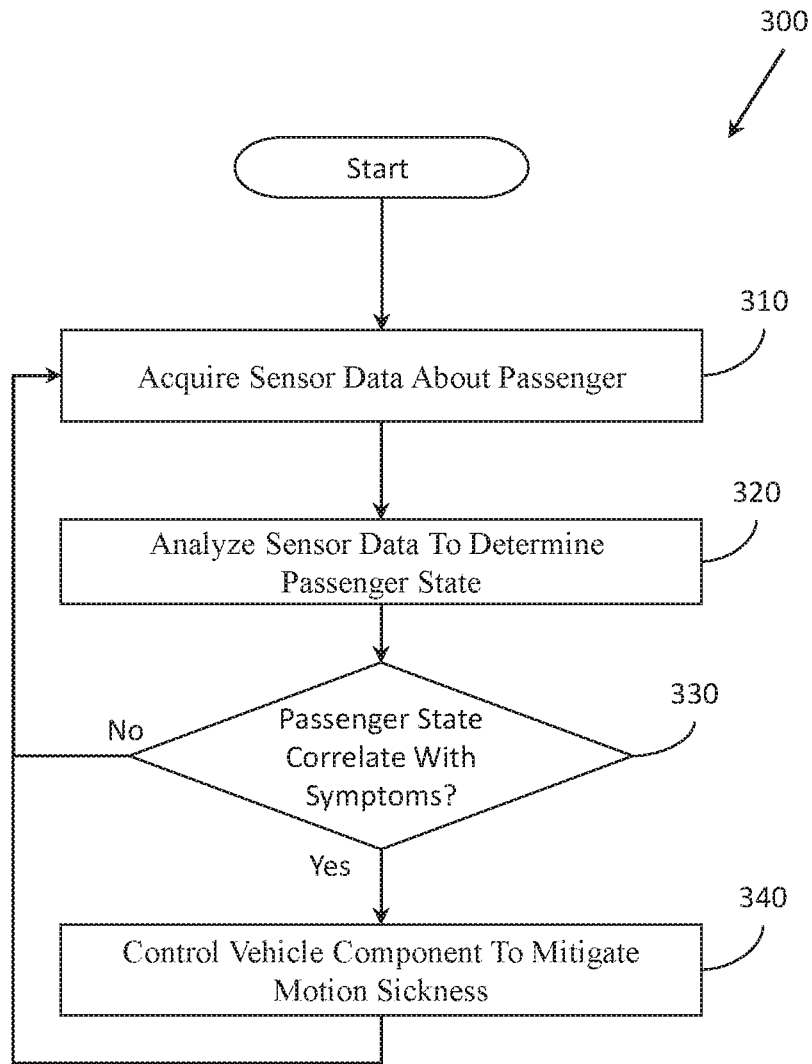 300
Start
310
Acquire Sensor Data About Passenger
320
Analyze Sensor Data To Determine
Passenger State
330
No
Passenger State
Correlate With
Symptoms?
Yes
340
Control Vehicle Component To Mitigate
Motion Sickness